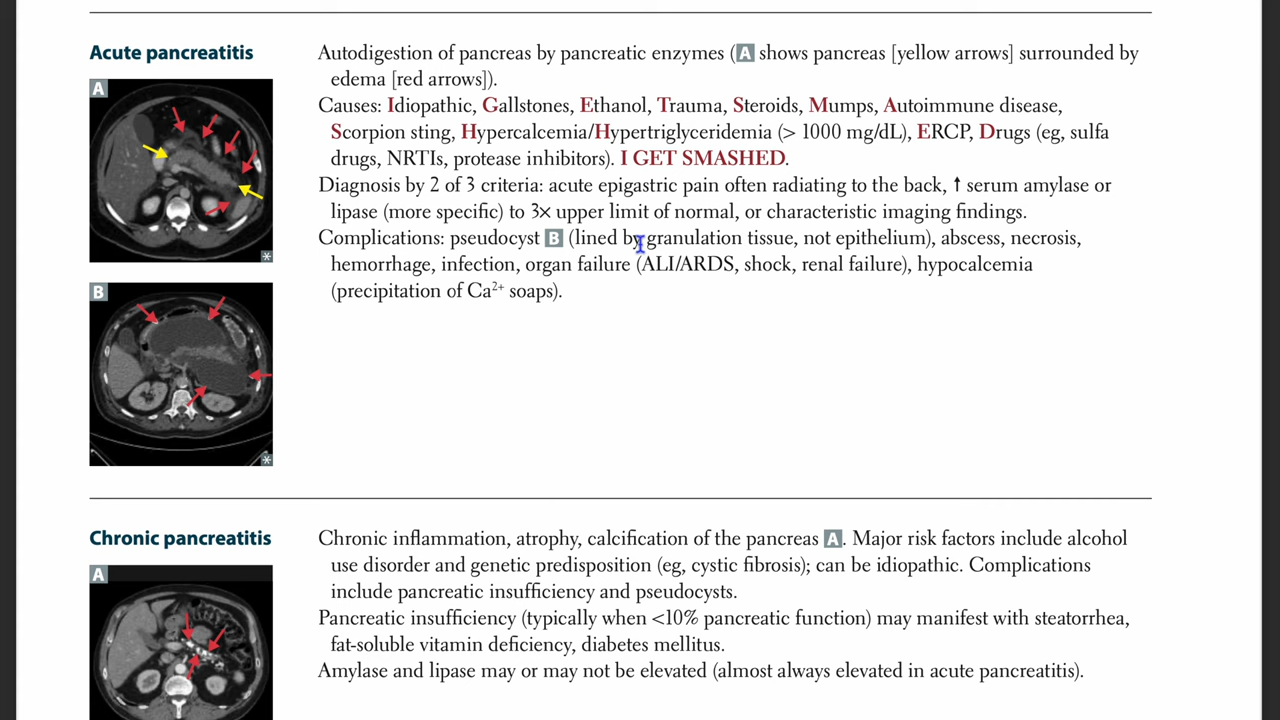 Acute pancreatitis
A
*
B
*
Autodigestion of pancreas by pancreatic enzymes (A shows pancreas [yellow arrows] surrounded by
edema [red arrows]).
Causes: Idiopathic, Gallstones, Ethanol, Trauma, Steroids, Mumps, Autoimmune disease,
Scorpion sting, Hypercalcemia/Hypertriglyceridemia (> 1000 mg/dL), ERCP, Drugs (eg, sulfa
drugs, NRTIs, protease inhibitors). I GET SMASHED.
Diagnosis by 2 of 3 criteria: acute epigastric pain often radiating to the back, ↑ serum amylase or
lipase (more specific) to 3× upper limit of normal, or characteristic imaging findings.
Complications: pseudocyst B (lined by granulation tissue, not epithelium), abscess, necrosis,
hemorrhage, infection, organ failure (ALI/ARDS, shock, renal failure), hypocalcemia
(precipitation of Ca²⁺ soaps).
Chronic pancreatitis
A
Chronic inflammation, atrophy, calcification of the pancreas A. Major risk factors include alcohol
use disorder and genetic predisposition (eg, cystic fibrosis); can be idiopathic. Complications
include pancreatic insufficiency and pseudocysts.
Pancreatic insufficiency (typically when <10% pancreatic function) may manifest with steatorrhea,
fat-soluble vitamin deficiency, diabetes mellitus.
Amylase and lipase may or may not be elevated (almost always elevated in acute pancreatitis).